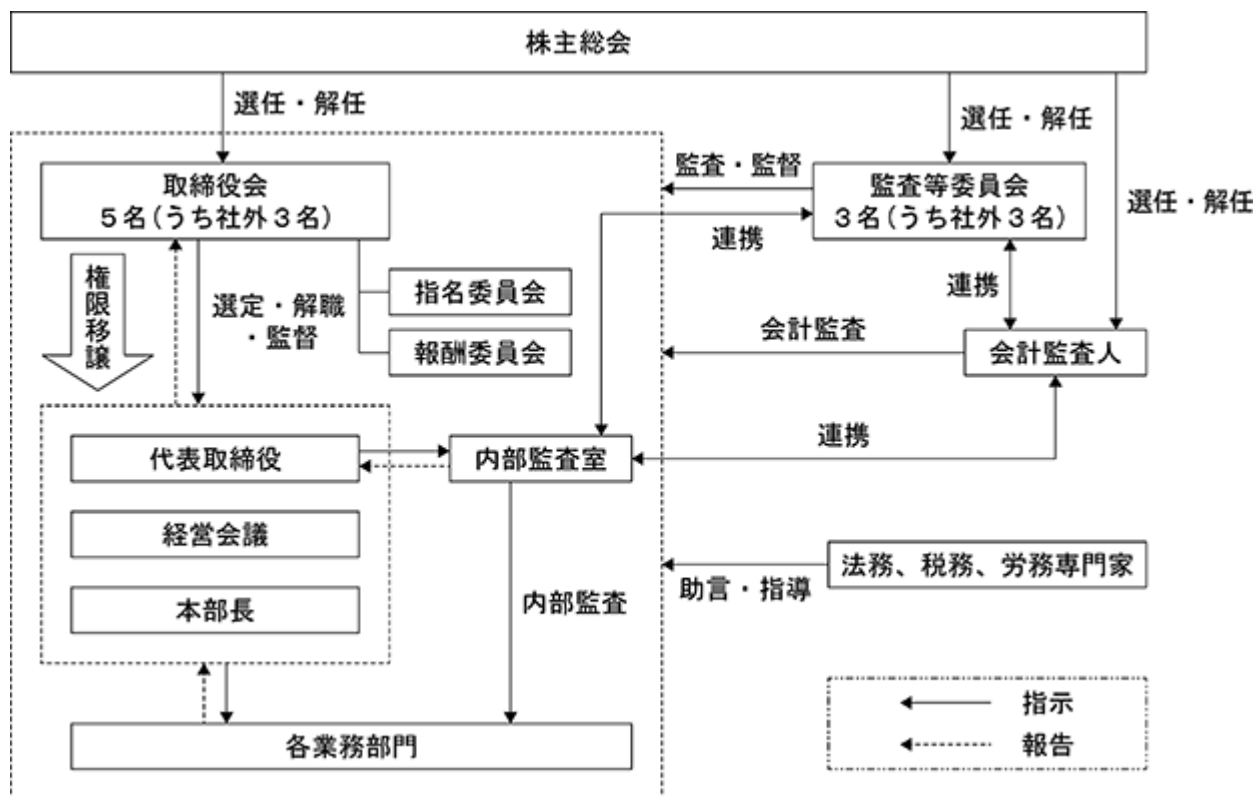 株主総会
選任・解任
選任・解任
選任・解任
取締役会
5名(うち社外3名)
監査・監督
監査等委員会
3名(うち社外3名)
連携
権限移譲
選定・解職
・監督
指名委員会
報酬委員会
連携
会計監査
会計監査人
代表取締役
内部監査室
連携
経営会議
本部長
内部監査
法務、税務、労務専門家
助言・指導
各業務部門
指示
報告